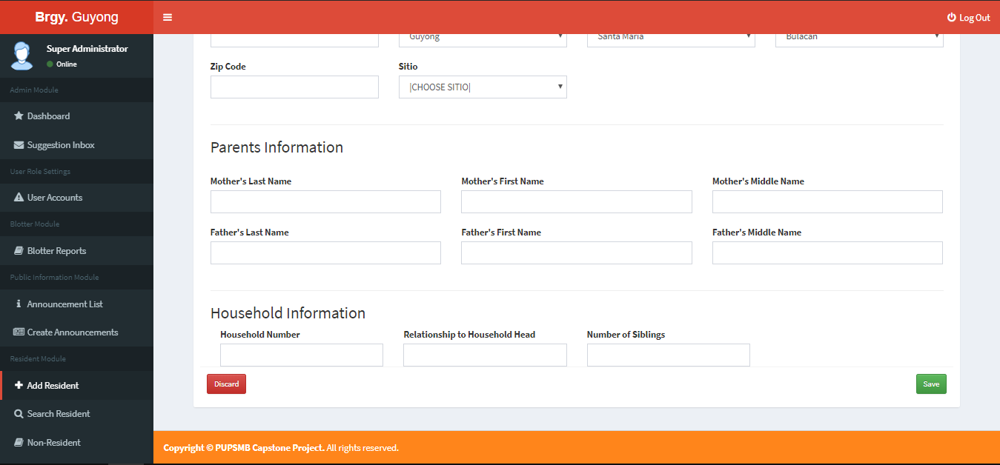 Brgy. Guyong
Log Out
Super Administrator
Online
Admin Module
Dashboard
Suggestion Inbox
User Role Settings
User Accounts
Blotter Module
Blotter Reports
Public Information Module
Announcement List
Create Announcements
Resident Module
Add Resident
Search Resident
Non-Resident
Guyong
Santa Maria
Bulacan
Zip Code
Sitio
|CHOOSE SITIO|
Parents Information
Mother's Last Name
Mother's First Name
Mother's Middle Name
Father's Last Name
Father's First Name
Father's Middle Name
Household Information
Household Number
Relationship to Household Head
Number of Siblings
Discard
Save
Copyright © PUPSMB Capstone Project. All rights reserved.